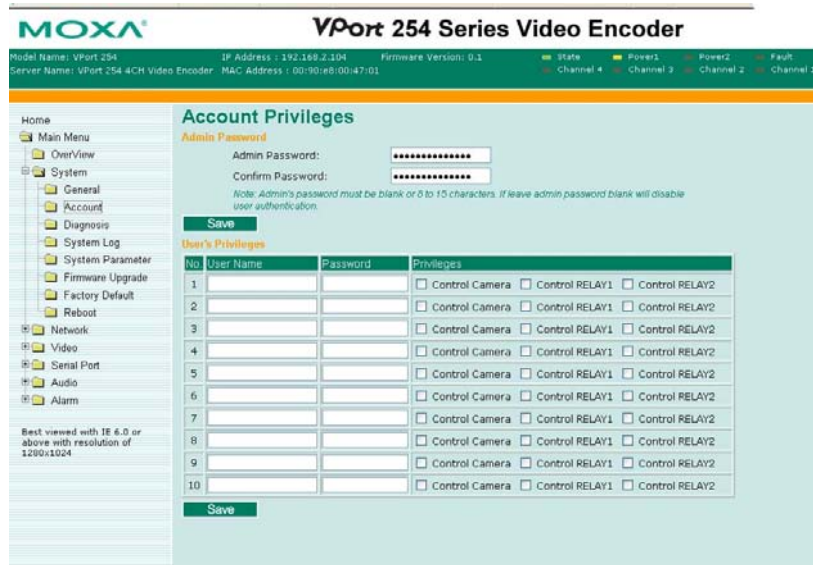 MOXA
VPort 254 Series Video Encoder
Model Name: VPort 254 IP Address : 192.168.2.104 Firmware Version: 0.1 State Power1 Power2 Fault
Server Name: VPort 254 4CH Video Encoder MAC Address : 00:90:e8:00:47:01 Channel 4 Channel 3 Channel 2 Channel
Home
Main Menu
OverView
System
General
Account
Diagnosis
System Log
System Parameter
Firmware Upgrade
Factory Default
Reboot
Network
Video
Serial Port
Audio
Alarm
Best viewed with IE 6.0 or
above with resolution of
1280x1024
Account Privileges
Admin Password
Admin Password: ••••••••••••••
Confirm Password: ••••••••••••••
Note: Admin's password must be blank or 8 to 15 characters. If leave admin password blank will disable
user authentication.
Save
User's Privileges
No. User Name Password Privileges
1 Control Camera Control RELAY1 Control RELAY2
2 Control Camera Control RELAY1 Control RELAY2
3 Control Camera Control RELAY1 Control RELAY2
4 Control Camera Control RELAY1 Control RELAY2
5 Control Camera Control RELAY1 Control RELAY2
6 Control Camera Control RELAY1 Control RELAY2
7 Control Camera Control RELAY1 Control RELAY2
8 Control Camera Control RELAY1 Control RELAY2
9 Control Camera Control RELAY1 Control RELAY2
10 Control Camera Control RELAY1 Control RELAY2
Save